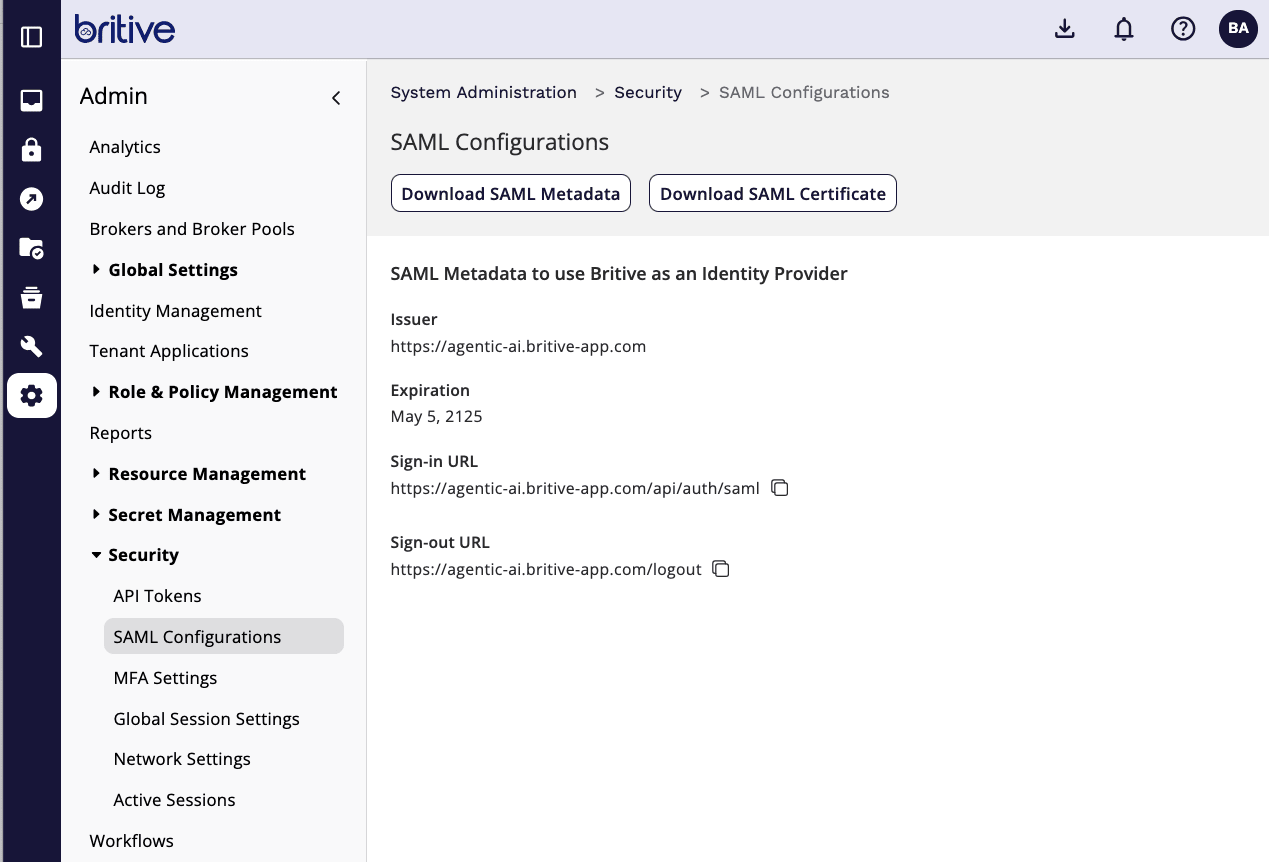 britive
BA
Admin
Analytics
Audit Log
Brokers and Broker Pools
Global Settings
Identity Management
Tenant Applications
Role & Policy Management
Reports
Resource Management
Secret Management
Security
API Tokens
SAML Configurations
MFA Settings
Global Session Settings
Network Settings
Active Sessions
Workflows
System Administration > Security > SAML Configurations
SAML Configurations
Download SAML Metadata Download SAML Certificate
SAML Metadata to use Britive as an Identity Provider
Issuer
https://agentic-ai.britive-app.com
Expiration
May 5, 2125
Sign-in URL
https://agentic-ai.britive-app.com/api/auth/saml
Sign-out URL
https://agentic-ai.britive-app.com/logout